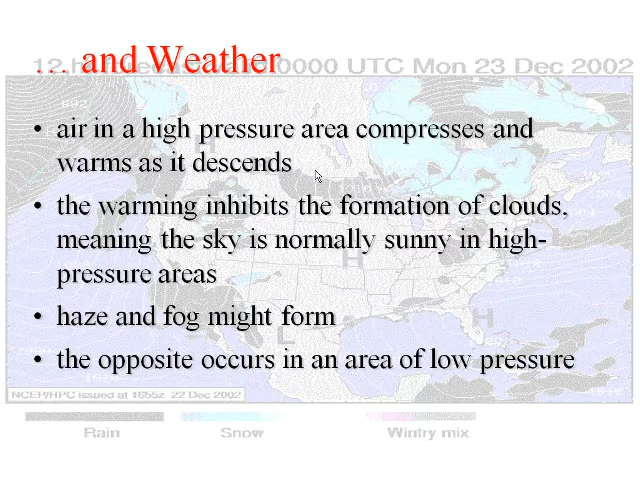 … and Weather
0000 UTC Mon 23 Dec 2002
• air in a high pressure area compresses and
warms as it descends
• the warming inhibits the formation of clouds,
meaning the sky is normally sunny in high-
pressure areas
• haze and fog might form
• the opposite occurs in an area of low pressure
H
H
H
L
NCEP/HPC issued at 1655z 22 Dec 2002
Rain Snow Wintry mix